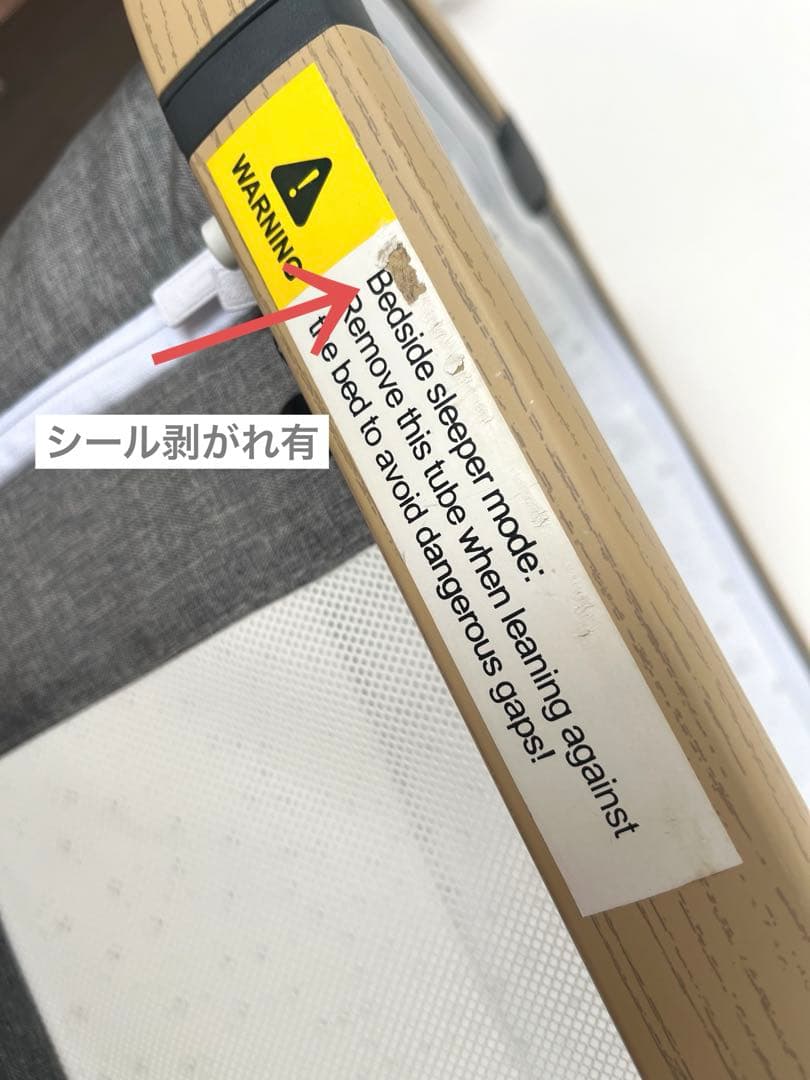 WARNING
Bedside sleeper mode:
Remove this tube when leaning against
the bed to avoid dangerous gaps!
シール剥がれ有